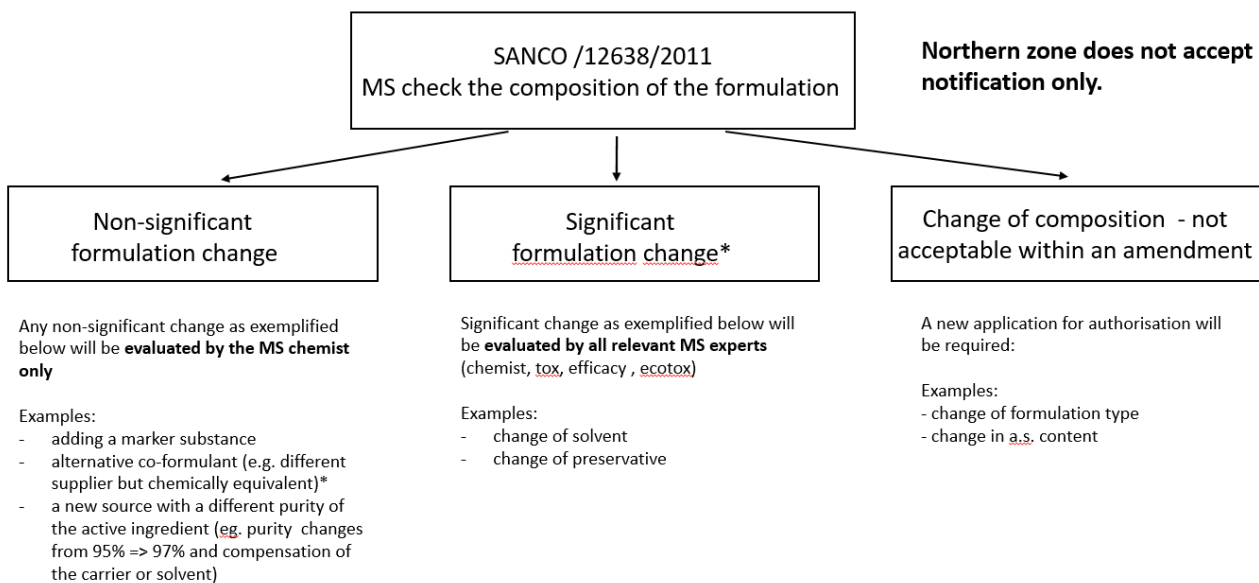 SANCO /12638/2011
MS check the composition of the formulation
Northern zone does not accept
notification only.
Non-significant
formulation change
Any non-significant change as exemplified
below will be evaluated by the MS chemist
only
Examples:
- adding a marker substance
- alternative co-formulant (e.g. different
supplier but chemically equivalent)*
- a new source with a different purity of
the active ingredient (eg. purity changes
from 95% => 97% and compensation of
the carrier or solvent)
Significant
formulation change*
Significant change as exemplified below will
be evaluated by all relevant MS experts
(chemist, tox, efficacy , ecotox)
Examples:
- change of solvent
- change of preservative
Change of composition - not
acceptable within an amendment
A new application for authorisation will
be required:
Examples:
- change of formulation type
- change in a.s. content